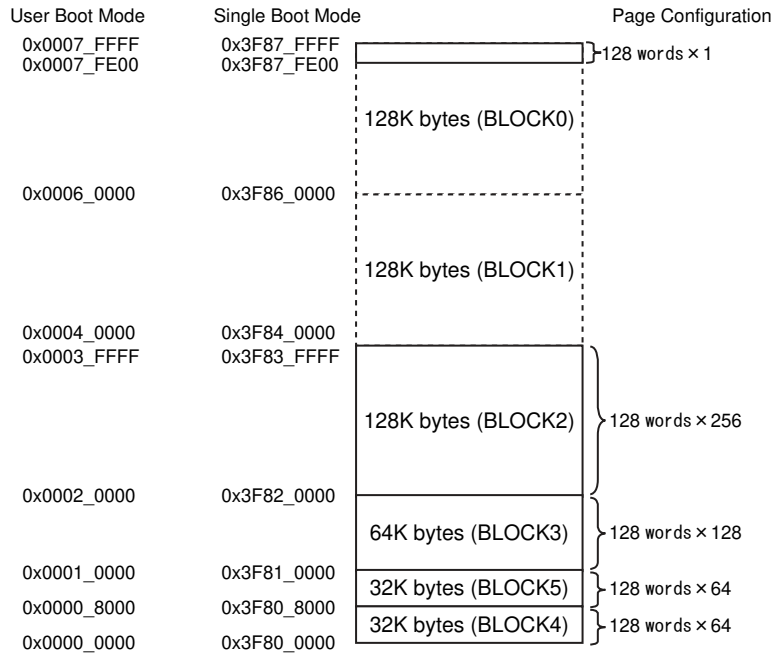 User Boot Mode Single Boot Mode Page Configuration
0x0007_FFFF 0x3F87_FFFF
0x0007_FE00 0x3F87_FE00 128 words×1
128K bytes (BLOCK0)
0x0006_0000 0x3F86_0000
128K bytes (BLOCK1)
0x0004_0000 0x3F84_0000
0x0003_FFFF 0x3F83_FFFF
128K bytes (BLOCK2) 128 words×256
0x0002_0000 0x3F82_0000
64K bytes (BLOCK3) 128 words×128
0x0001_0000 0x3F81_0000
32K bytes (BLOCK5) 128 words×64
0x0000_8000 0x3F80_8000
32K bytes (BLOCK4) 128 words×64
0x0000_0000 0x3F80_0000